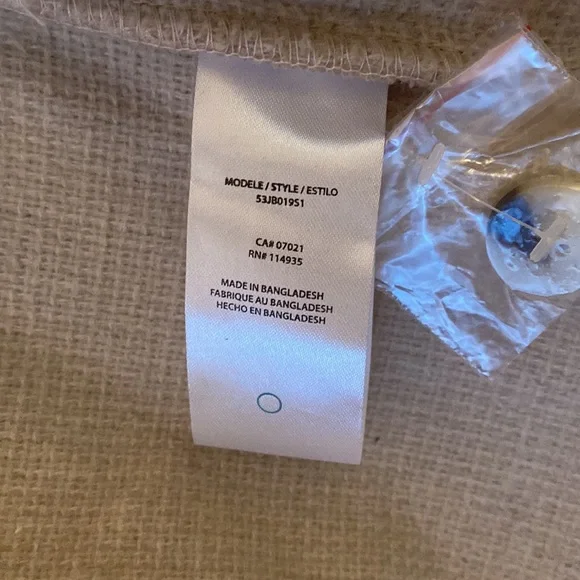 MODELE / STYLE / ESTILO
53JB019S1
CA# 07021
RN# 114935
MADE IN BANGLADESH
FABRIQUE AU BANGLADESH
HECHO EN BANGLADESH